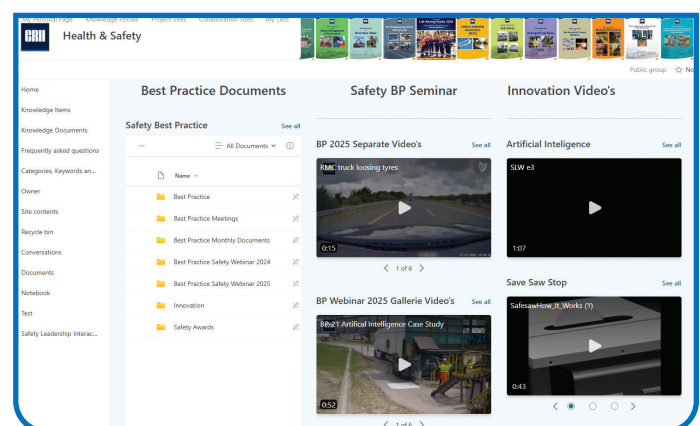 My Personal Page Knowledge Portals Project Sites Collaboration Sites My Lists
CRH
Health & Safety
Public group No
Home
Knowledge Items
Knowledge Documents
Frequently asked questions
Categories, Keywords an...
Owner
Site contents
Recycle bin
Conversations
Documents
Notebook
Test
Safety Leadership Interac...
Best Practice Documents
Safety Best Practice See all
... All Documents
Name
Best Practice
Best Practice Meetings
Best Practice Monthly Documents
Best Practice Safety Webinar 2024
Best Practice Safety Webinar 2025
Innovation
Safety Awards
Safety BP Seminar
BP 2025 Separate Video's See all
RMC truck loosing tyres
0:15
1 of 6
BP Webinar 2025 Gallerie Video's See all
BP 21 Artifical Intelligence Case Study
0:52
1 of 6
Innovation Video's
Artificial Inteligence See all
SLW e3
1:07
Save Saw Stop See all
SafesawHow_It_Works (1)
0:43